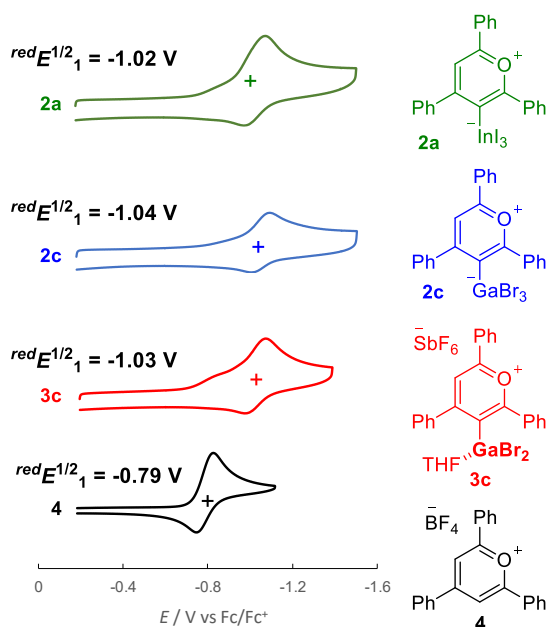 redE1/21 = -1.02 V
2a
Ph
O+
Ph
Ph
−
InI3
2a
redE1/21 = -1.04 V
2c
Ph
O+
Ph
Ph
−
GaBr3
2c
redE1/21 = -1.03 V
3c
−
SbF6
Ph
O+
Ph
Ph
GaBr2
THF
3c
redE1/21 = -0.79 V
4
−
BF4
Ph
O+
Ph
Ph
4
0 -0.4 -0.8 -1.2 -1.6
E / V vs Fc/Fc+